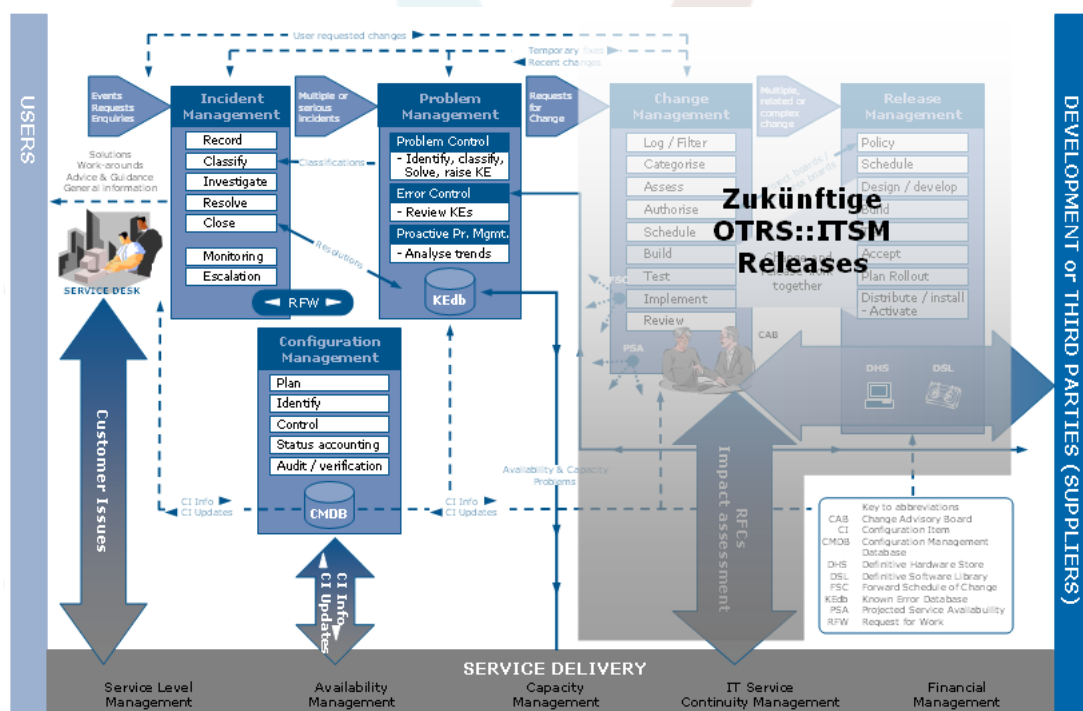 USERS
User requested changes
Temporary fixes
Recent changes
Events
Requests
Enquiries
Incident
Management
Record
Classify
Investigate
Resolve
Close
Monitoring
Escalation
Multiple or
serious
incidents
Problem
Management
Problem Control
- Identify, classify,
Solve, raise KE
Error Control
- Review KEs
Proactive Pr. Mgmt.
- Analyse trends
KEdb
Requests
for
Change
Change
Management
Log / Filter
Categorise
Assess
Authorise
Schedule
Build
Test
Implement
Review
Multiple,
related or
complex
change
Release
Management
Policy
Schedule
Design / develop
Build
Accept
Plan Rollout
Distribute / install
- Activate
Zukünftige
OTRS::ITSM
Releases
together
Solutions
Work-arounds
Advice & Guidance
General information
SERVICE DESK
Classifications
Resolutions
RFW
FSC
PSA
CAB
DHS
DSL
Configuration
Management
Plan
Identify
Control
Status accounting
Audit / verification
CMDB
CI Info
CI Updates
CI Info
CI Updates
Availability & Capacity
Problems
Customer Issues
CI Info
CI Updates
RFCs
Impact assessment
Key to abbreviations
CAB Change Advisory Board
CI Configuration Item
CMDB Configuration Management
Database
DHS Definitive Hardware Store
DSL Definitive Software Library
FSC Forward Schedule of Change
KEdb Known Error Database
PSA Projected Service Availabuility
RFW Request for Work
DEVELOPMENT or THIRD PARTIES (SUPPLIERS)
SERVICE DELIVERY
Service Level
Management
Availability
Management
Capacity
Management
IT Service
Continuity Management
Financial
Management